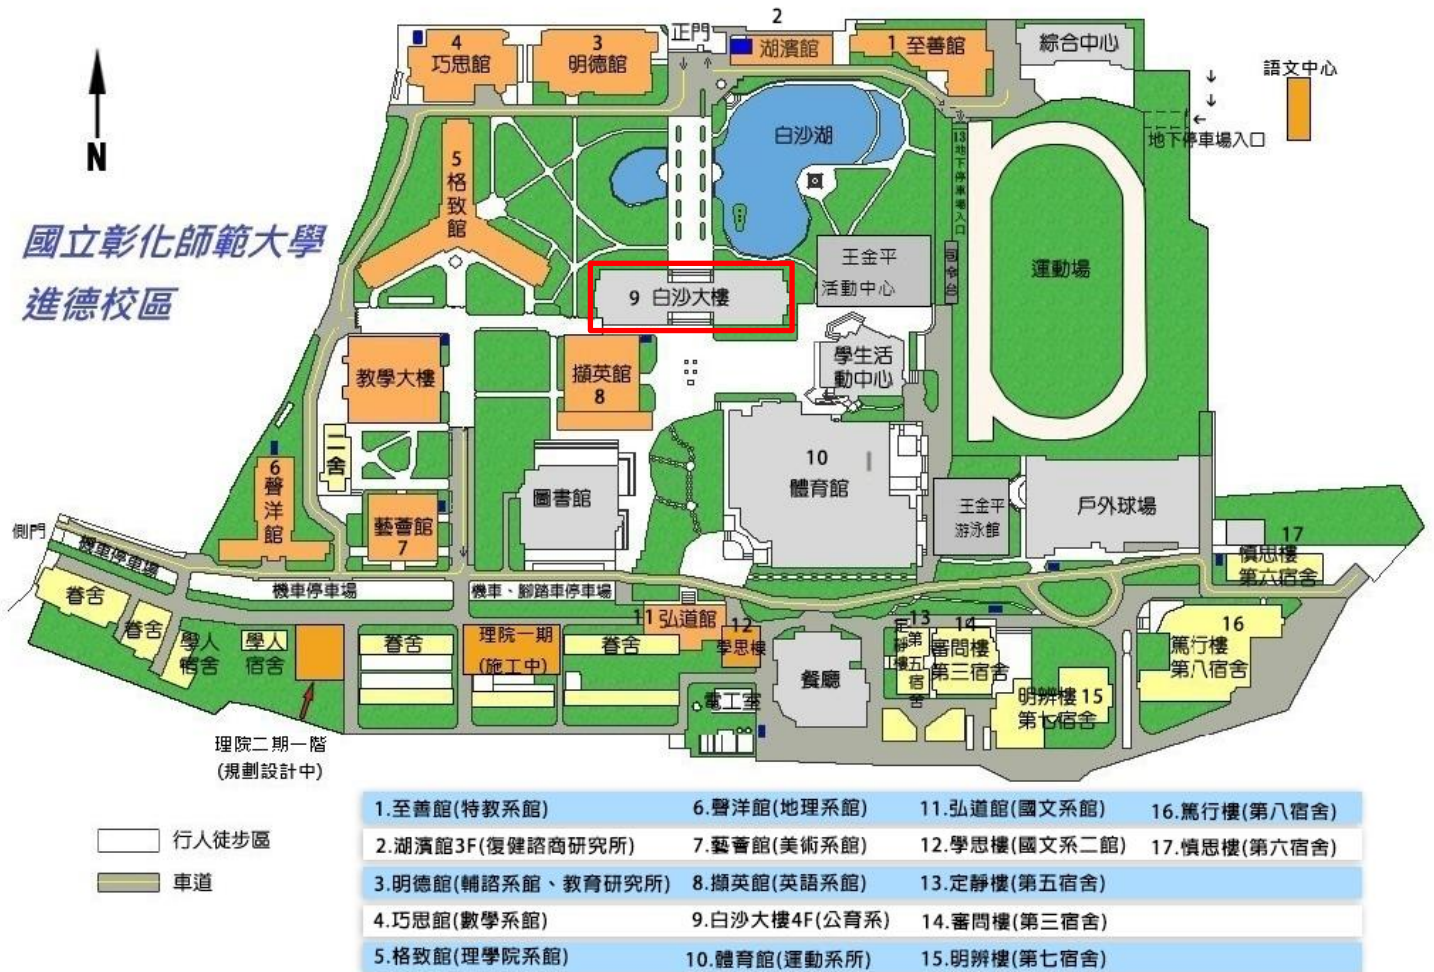 2
正門
4
巧思館
3
明德館
湖濱館
1 至善館
綜合中心
語文中心
地下停車場入口
N
白沙湖
13地下停車場入口
5
格致館
國立彰化師範大學
進德校區
王金平
活動中心
司令台
運動場
9 白沙大樓
教學大樓
擷英館
8
學生活
動中心
二舍
6
聲洋館
藝薈館
7
圖書館
10
體育館
王金平
游泳館
戶外球場
側門
機車停車場
機車停車場
機車、腳踏車停車場
17
慎思樓
第六宿舍
眷舍
眷舍
學人
宿舍
學人
宿舍
眷舍
理院一期
(施工中)
眷舍
11 弘道館
12
學思樓
餐廳
電工室
13
定靜樓
第五宿舍
14
審問樓
第三宿舍
明辨樓 15
第七宿舍
16
篤行樓
第八宿舍
理院二期一階
(規劃設計中)
行人徒步區
車道
1.至善館(特教系館)
6.聲洋館(地理系館)
11.弘道館(國文系館)
16.篤行樓(第八宿舍)
2.湖濱館3F(復健諮商研究所)
7.藝薈館(美術系館)
12.學思樓(國文系二館)
17.慎思樓(第六宿舍)
3.明德館(輔諮系館、教育研究所)
8.擷英館(英語系館)
13.定靜樓(第五宿舍)
4.巧思館(數學系館)
9.白沙大樓4F(公育系)
14.審問樓(第三宿舍)
5.格致館(理學院系館)
10.體育館(運動系所)
15.明辨樓(第七宿舍)